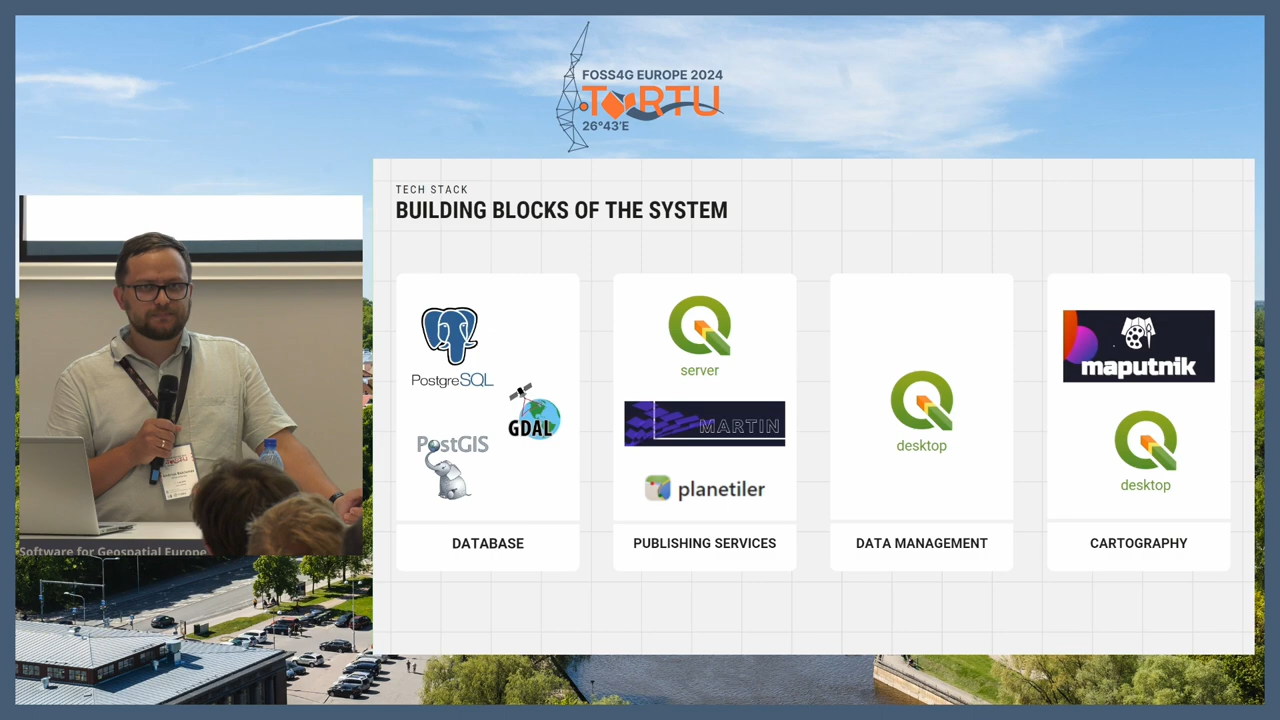 FOSS4G EUROPE 2024
TARTU
26°43'E
TECH STACK
BUILDING BLOCKS OF THE SYSTEM
PostgreSQL
GDAL
PostGIS
DATABASE
server
MARTIN
planetiler
PUBLISHING SERVICES
desktop
DATA MANAGEMENT
maputnik
desktop
CARTOGRAPHY
Software for Geospatial Europe